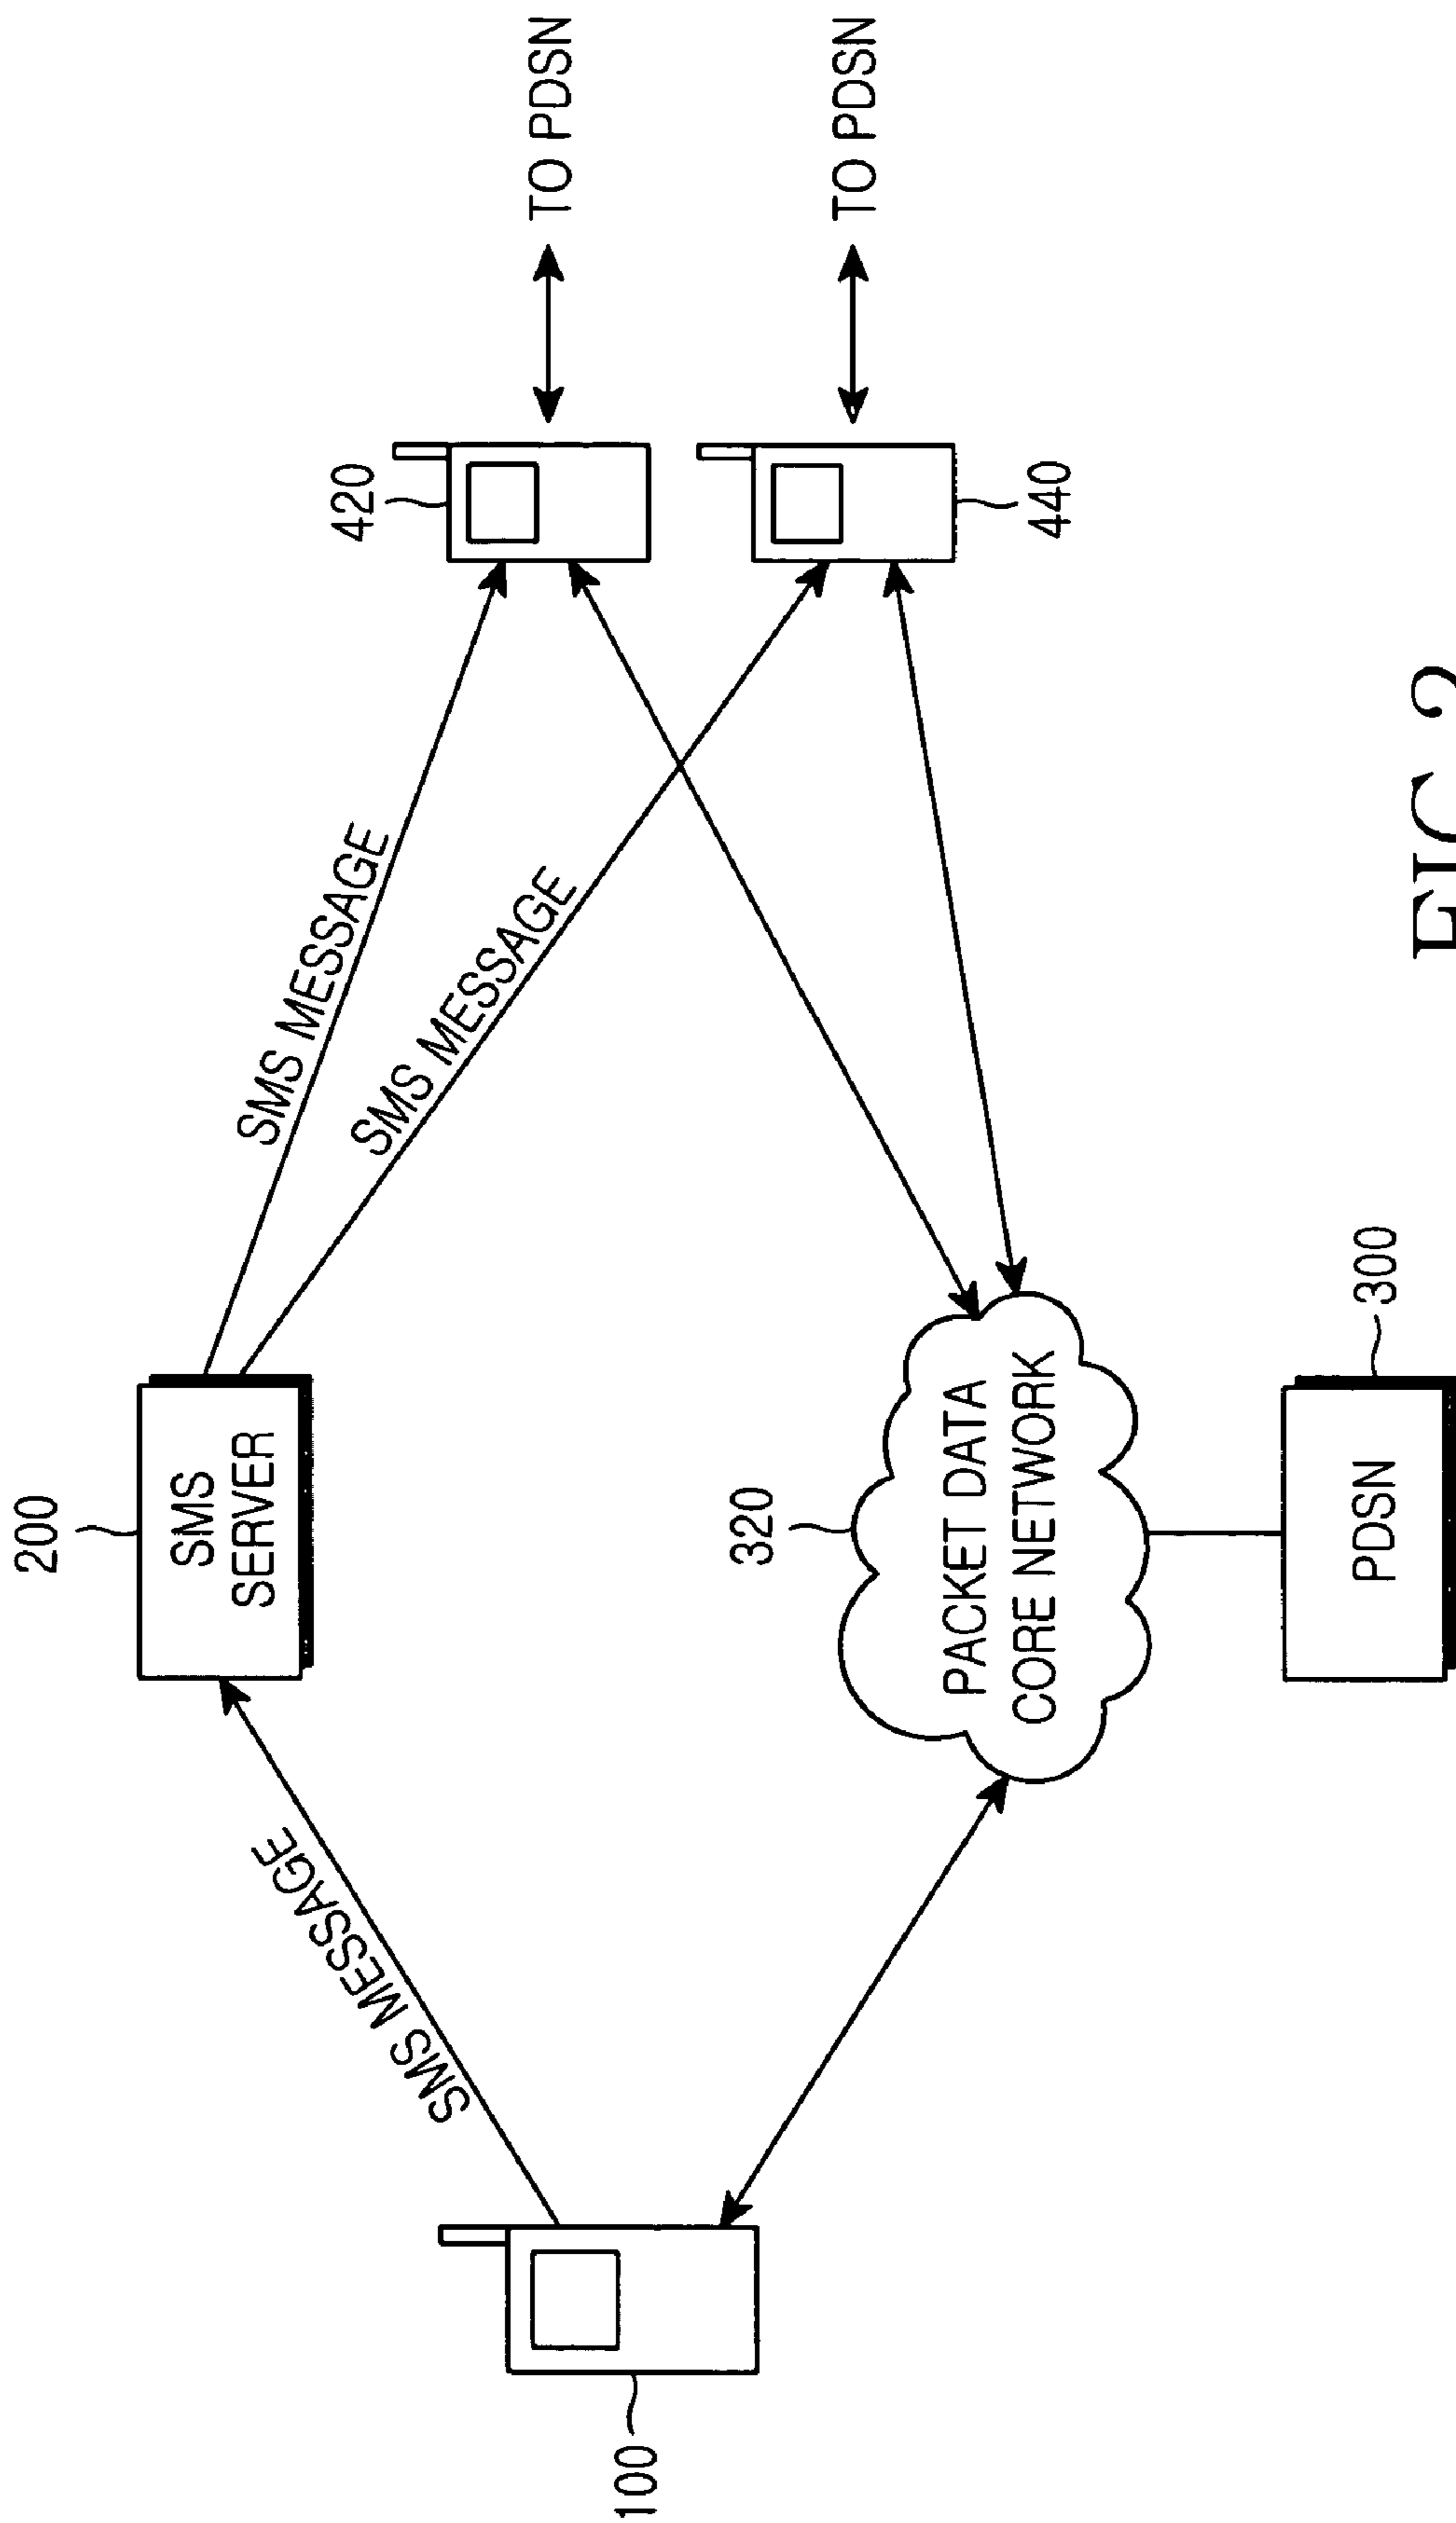 200
SMS
SERVER
SMS MESSAGE
SMS MESSAGE
SMS MESSAGE
420
TO PDSN
100
320
PACKET DATA
CORE NETWORK
440
TO PDSN
PDSN
300